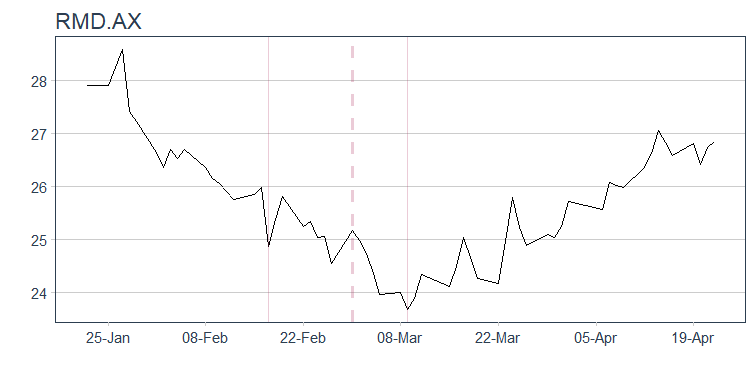 RMD.AX
28
27
26
25
24
25-Jan
08-Feb
22-Feb
08-Mar
22-Mar
05-Apr
19-Apr